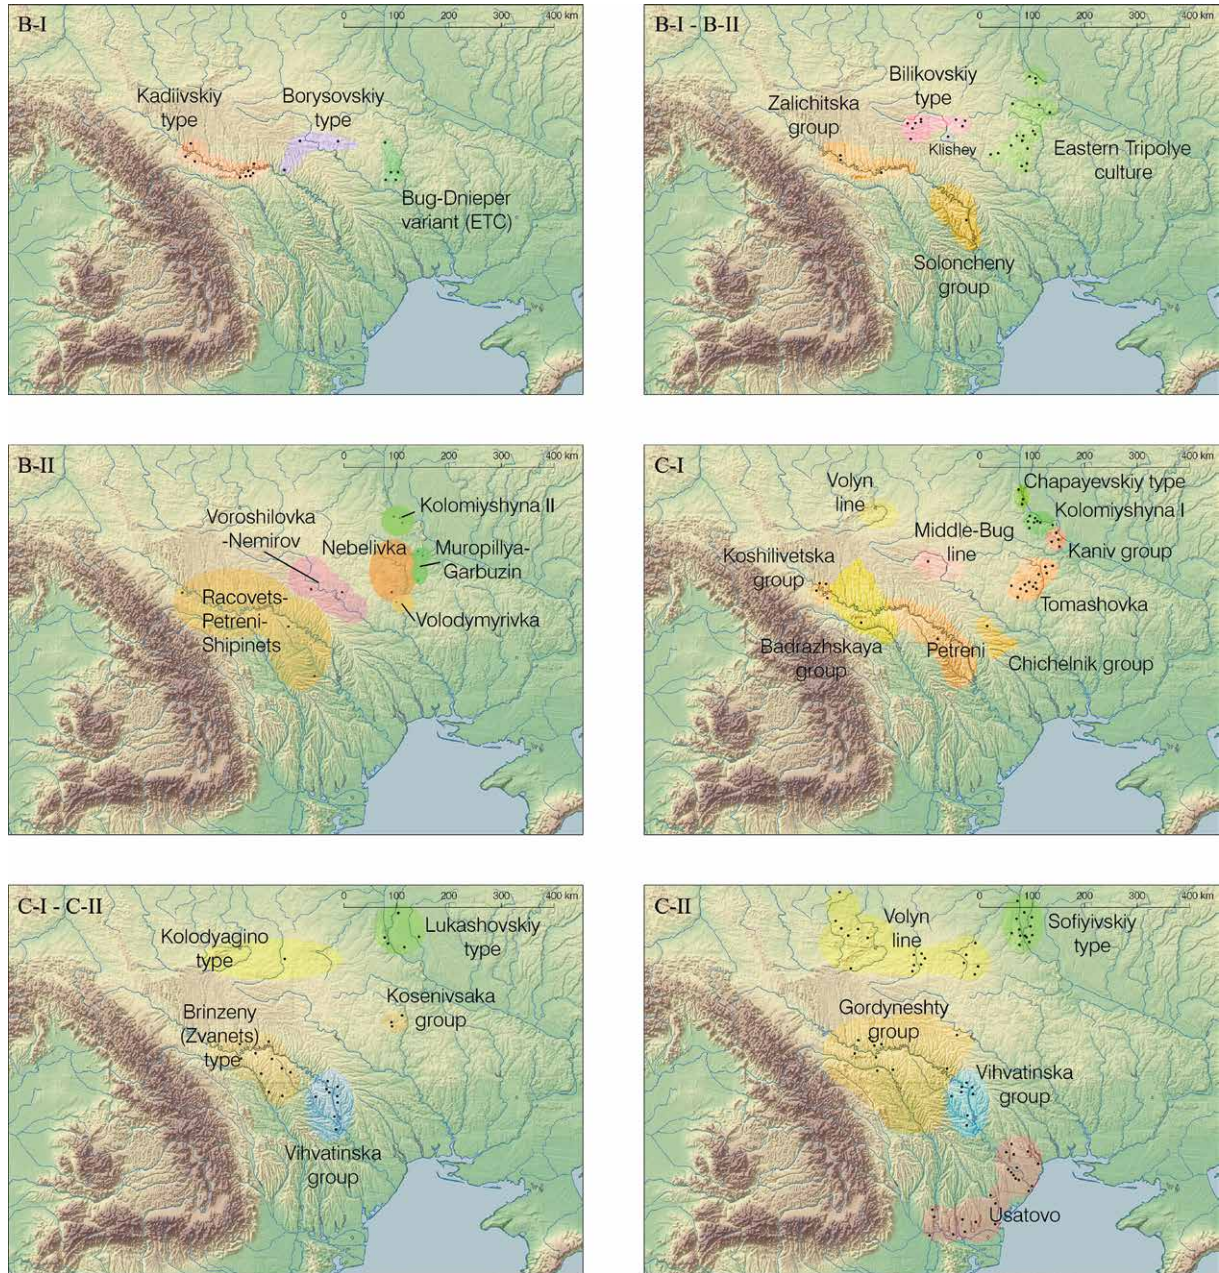 B-I
0 100 200 300 400 km
Kadiivskiy
type
Borysovskiy
type
Bug-Dnieper
variant (ETC)
B-I - B-II
0 100 200 300 400 km
Bilikovskiy
type
Zalichitska
group
Klishev
Eastern Tripolye
culture
Soloncheny
group
B-II
0 100 200 300 400 km
Kolomiyshyna II
Voroshilovka
-Nemirov
Nebelivka
Muropillya-
Garbuzin
Racovets-
Petreni-
Shipinets
Volodymyrivka
C-I
0 100 200 300 400 km
Volyn
line
Chapayevskiy type
Kolomiyshyna I
Middle-Bug
line
Kaniv group
Koshilivetska
group
Tomashovka
Badrazhskaya
group
Petreni
Chichelnik group
C-I - C-II
0 100 200 300 400 km
Kolodyagino
type
Lukashovskiy
type
Kosenivsaka
group
Brinzeny
(Zvanets)
type
Vihvatinska
group
C-II
0 100 200 300 400 km
Volyn
line
Sofiyivskiy
type
Gordyneshty
group
Vihvatinska
group
Usatovo